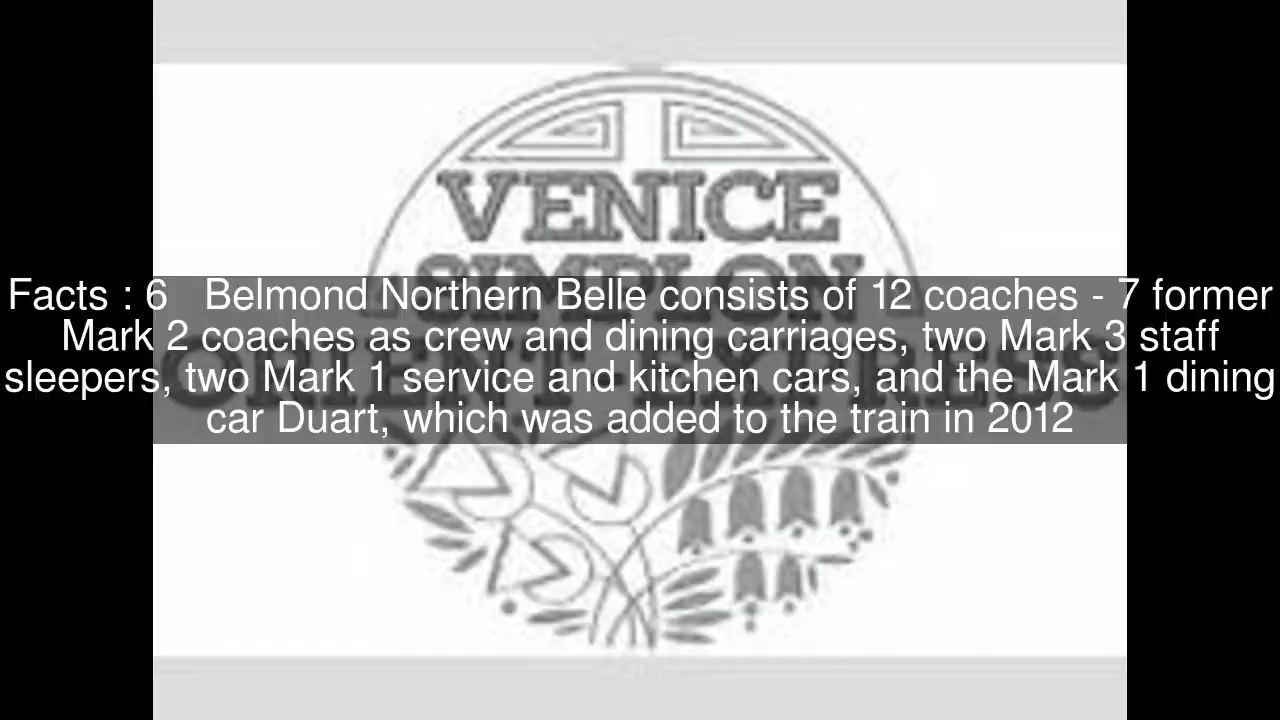 VENICE
SIMPLON
Facts : 6   Belmond Northern Belle consists of 12 coaches - 7 former
Mark 2 coaches as crew and dining carriages, two Mark 3 staff
sleepers, two Mark 1 service and kitchen cars, and the Mark 1 dining
car Duart, which was added to the train in 2012